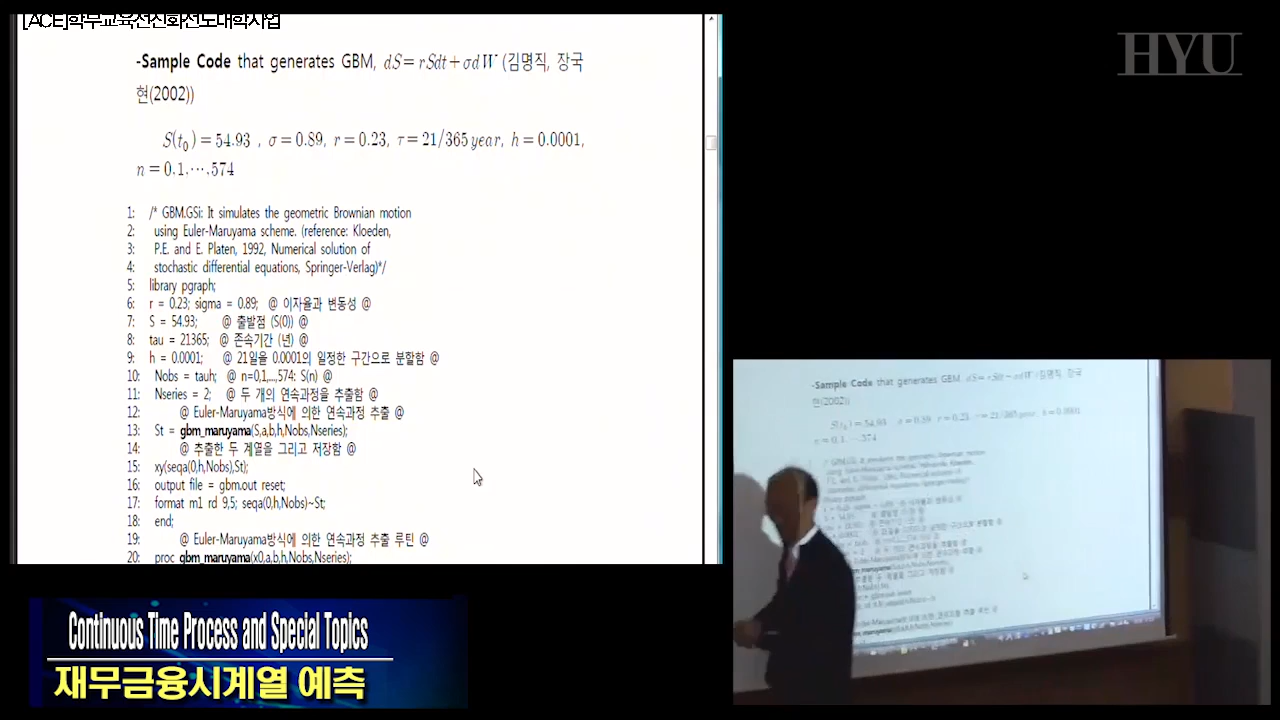 [ACE]학부교육선진화선도대학사업
HYU
-Sample Code that generates GBM, dS = rSdt + σdW (김명직, 장국
현(2002))
S(t₀) = 54.93 , σ = 0.89, r = 0.23, τ = 21/365 year, h = 0.0001,
n = 0.1.⋯.574
1: /* GBM.GSi: It simulates the geometric Brownian motion
2: using Euler-Maruyama scheme. (reference: Kloeden,
3: P.E. and E. Platen, 1992, Numerical solution of
4: stochastic differential equations, Springer-Verlag)*/
5: library pgraph;
6: r = 0.23; sigma = 0.89; @ 이자율과 변동성 @
7: S = 54.93; @ 출발점 (S(0)) @
8: tau = 21365; @ 존속기간 (년) @
9: h = 0.0001; @ 21일을 0.0001의 일정한 구간으로 분할함 @
10: Nobs = tauh; @ n=0,1,...,574: S(n) @
11: Nseries = 2; @ 두 개의 연속과정을 추출함 @
12: @ Euler-Maruyama방식에 의한 연속과정 추출 @
13: St = gbm_maruyama(S,a,b,h,Nobs,Nseries);
14: @ 추출한 두 계열을 그리고 저장함 @
15: xy(seqa(0,h,Nobs),St);
16: output file = gbm.out reset;
17: format m1 rd 9,5; seqa(0,h,Nobs)~St;
18: end;
19: @ Euler-Maruyama방식에 의한 연속과정 추출 루틴 @
20: proc gbm_maruyama(x0,a,b,h,Nobs,Nseries);
-Sample Code that generates GBM,
Continuous Time Process and Special Topics
재무금융시계열 예측